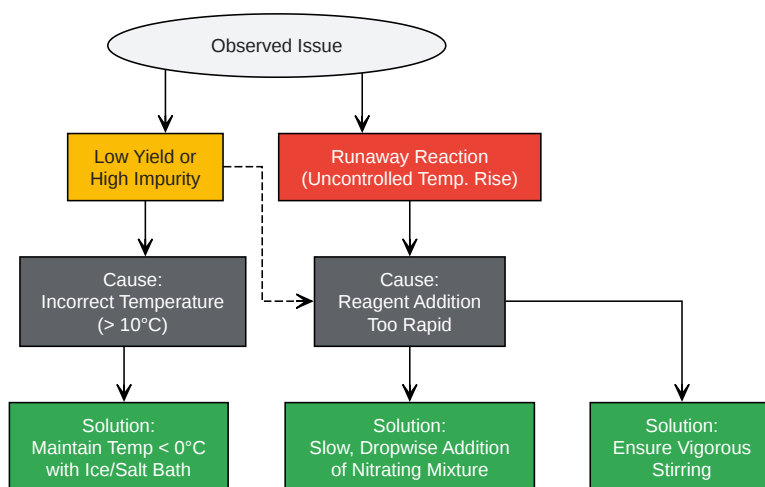 Observed Issue
Low Yield or
High Impurity
Runaway Reaction
(Uncontrolled Temp. Rise)
Cause:
Incorrect Temperature
(> 10°C)
Cause:
Reagent Addition
Too Rapid
Solution:
Maintain Temp < 0°C
with Ice/Salt Bath
Solution:
Slow, Dropwise Addition
of Nitrating Mixture
Solution:
Ensure Vigorous
Stirring